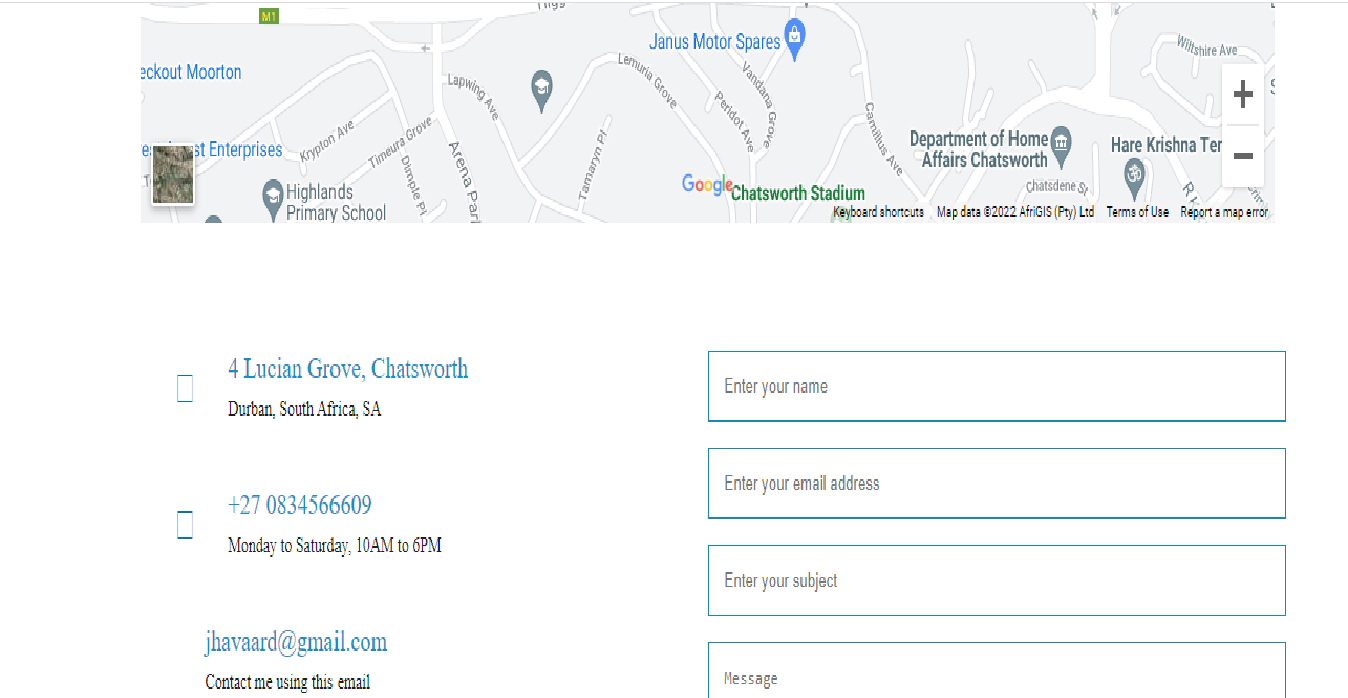 M1
Janus Motor Spares
eckout Moorton
Lemuria Grove
Vandana Grove
Wiltshire Ave
Lapwing Ave
Peridot Ave
Camillus Ave
Krypton Ave
Timeura Grove
Tamaryn Pl
Department of Home
Affairs Chatsworth
Hare Krishna Ter
st Enterprises
Dimple Pl
Arena Par
Highlands
Primary School
Google
Chatsworth Stadium
Chatsdene St
Keyboard shortcuts Map data ©2022 AfriGIS (Pty) Ltd Terms of Use Report a map error
4 Lucian Grove, Chatsworth
Durban, South Africa, SA
+27 0834566609
Monday to Saturday, 10AM to 6PM
jhavaard@gmail.com
Contact me using this email
Enter your name
Enter your email address
Enter your subject
Message